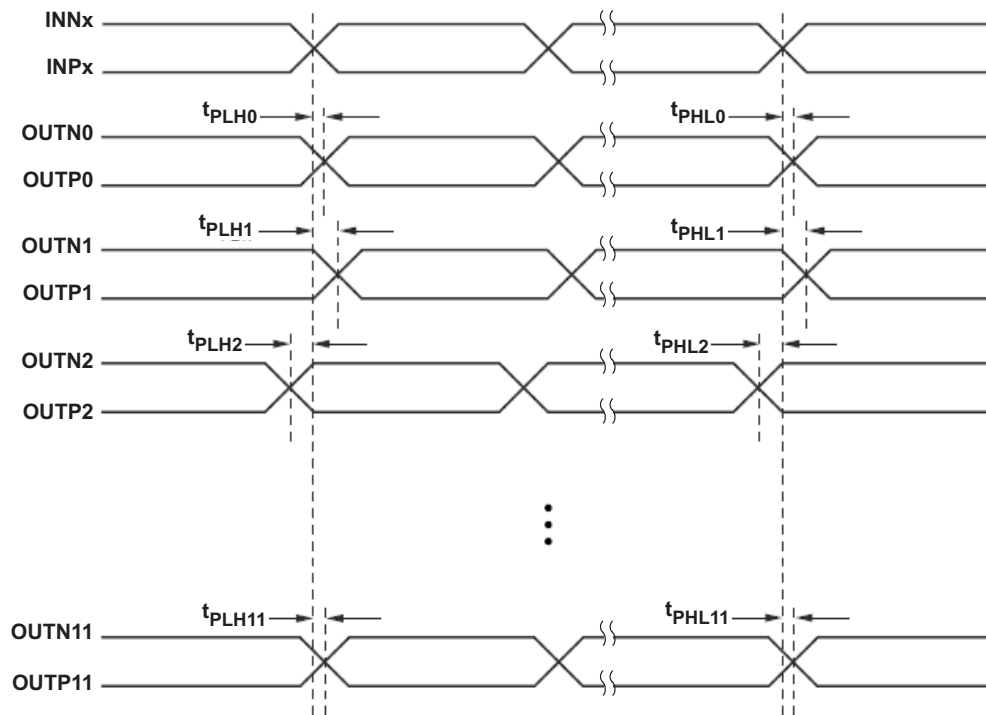 INNx
INPx
tPLH0 tPHL0
OUTN0
OUTP0
tPLH1 tPHL1
OUTN1
OUTP1
tPLH2 tPHL2
OUTN2
OUTP2
tPLH11 tPHL11
OUTN11
OUTP11